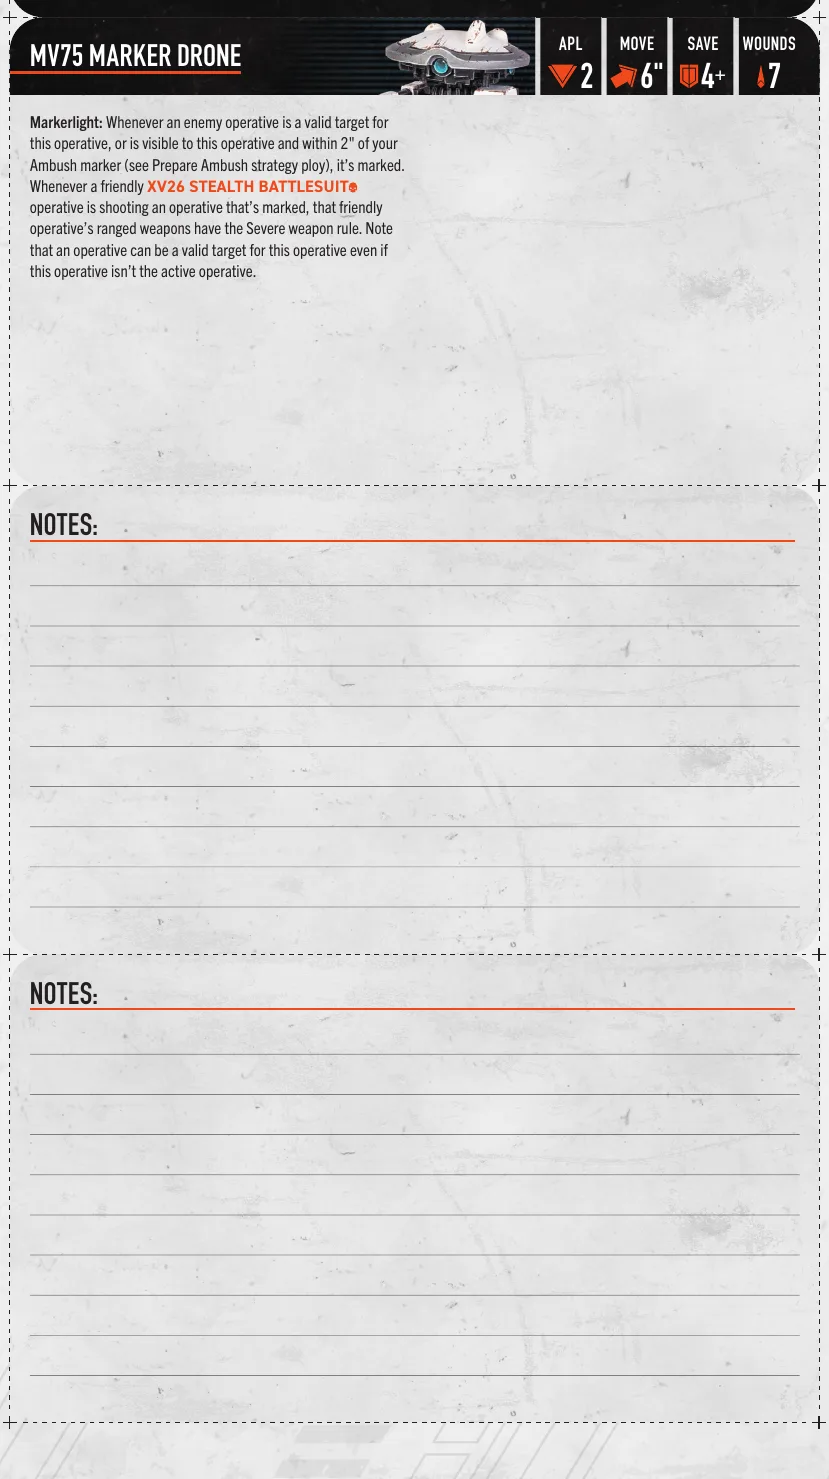 MV75 MARKER DRONE
APL MOVE SAVE WOUNDS
2 6" 4+ 7
Markerlight: Whenever an enemy operative is a valid target for
this operative, or is visible to this operative and within 2" of your
Ambush marker (see Prepare Ambush strategy ploy), it’s marked.
Whenever a friendly XV26 STEALTH BATTLESUIT
operative is shooting an operative that’s marked, that friendly
operative’s ranged weapons have the Severe weapon rule. Note
that an operative can be a valid target for this operative even if
this operative isn’t the active operative.
NOTES:
NOTES: